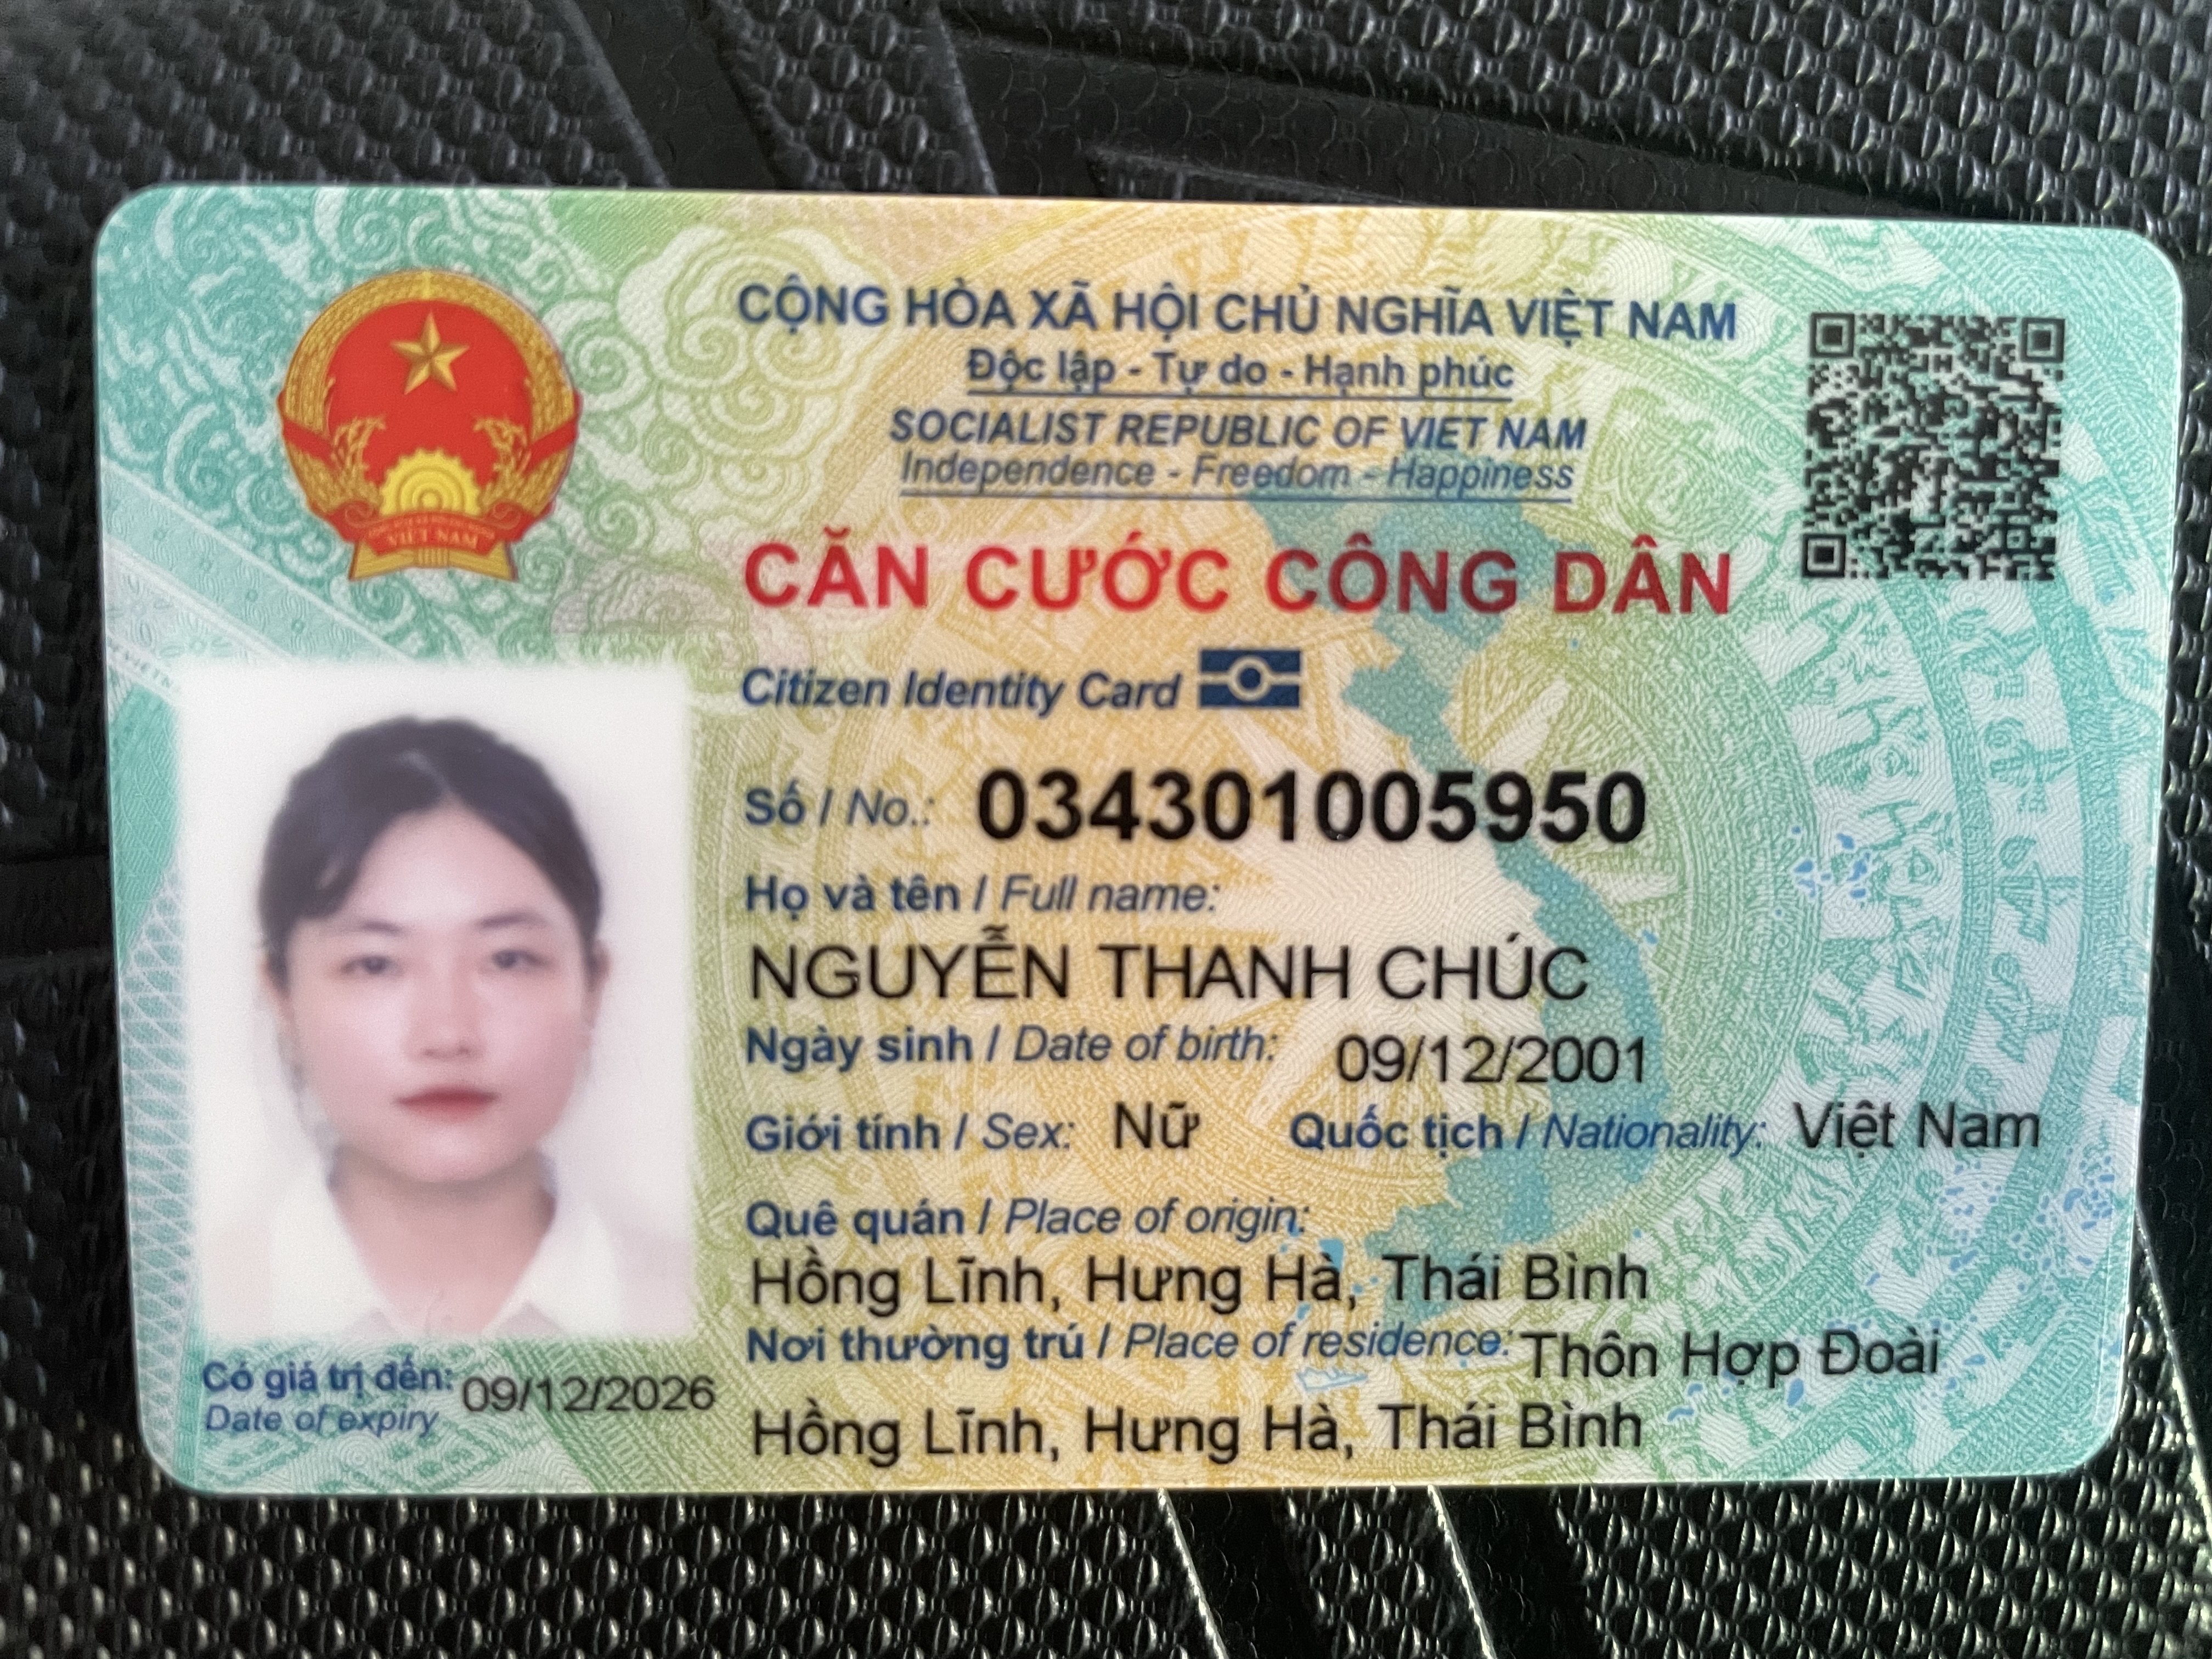 CỘNG HÒA XÃ HỘI CHỦ NGHĨA VIỆT NAM
Độc lập - Tự do - Hạnh phúc
SOCIALIST REPUBLIC OF VIET NAM
Independence - Freedom - Happiness
CĂN CƯỚC CÔNG DÂN
Citizen Identity Card
Số / No.: 034301005950
Họ và tên / Full name:
NGUYỄN THANH CHÚC
Ngày sinh / Date of birth: 09/12/2001
Giới tính / Sex: Nữ Quốc tịch / Nationality: Việt Nam
Quê quán / Place of origin:
Hồng Lĩnh, Hưng Hà, Thái Bình
Nơi thường trú / Place of residence: Thôn Hợp Đoài
Hồng Lĩnh, Hưng Hà, Thái Bình
Có giá trị đến: 09/12/2026
Date of expiry
VIỆT NAM